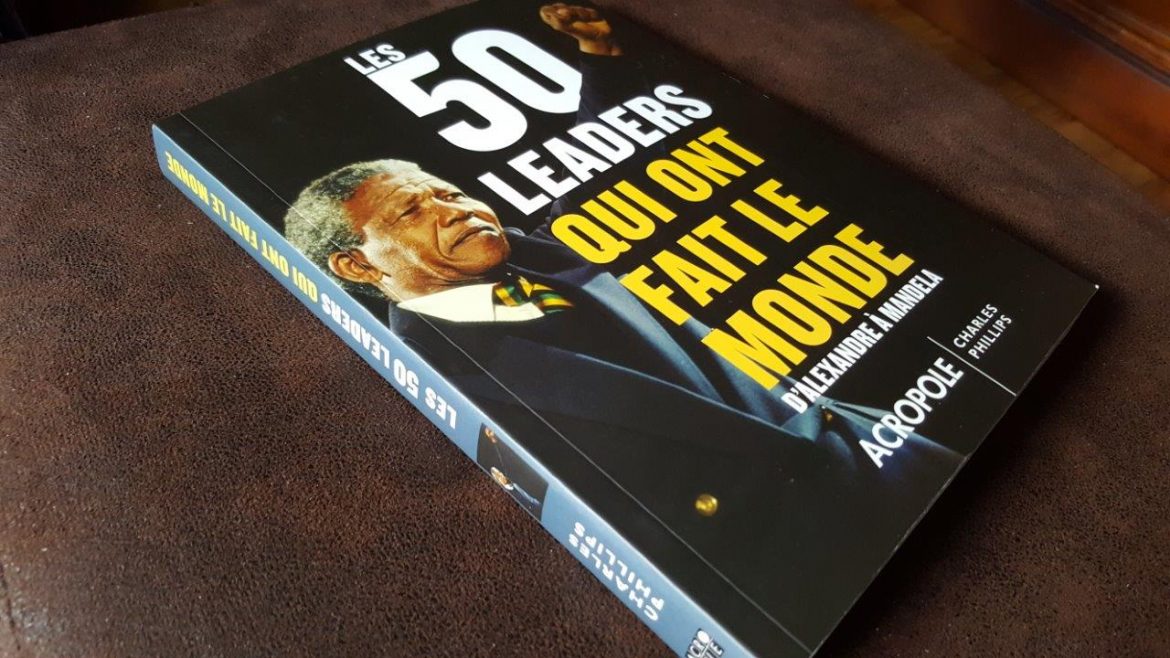 LES
50
LEADERS
QUI ONT
FAIT LE
MONDE
D'ALEXANDRE À MANDELA
ACROPOLE
CHARLES
PHILLIPS
LES 50 LEADERS QUI ONT FAIT LE MONDE
CHARLES
PHILLIPS